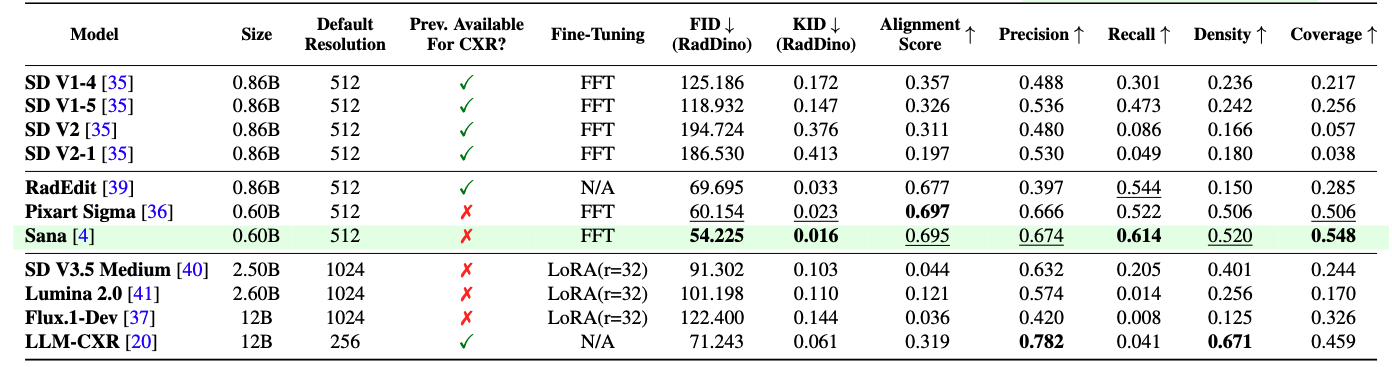 Model Size Default Resolution Prev. Available For CXR? Fine-Tuning FID ↓ (RadDino) KID ↓ (RadDino) Alignment Score ↑ Precision ↑ Recall ↑ Density ↑ Coverage ↑
SD V1-4 [35] 0.86B 512 ✓ FFT 125.186 0.172 0.357 0.488 0.301 0.236 0.217
SD V1-5 [35] 0.86B 512 ✓ FFT 118.932 0.147 0.326 0.536 0.473 0.242 0.256
SD V2 [35] 0.86B 512 ✓ FFT 194.724 0.376 0.311 0.480 0.086 0.166 0.057
SD V2-1 [35] 0.86B 512 ✓ FFT 186.530 0.413 0.197 0.530 0.049 0.180 0.038
RadEdit [39] 0.86B 512 ✓ N/A 69.695 0.033 0.677 0.397 0.544 0.150 0.285
Pixart Sigma [36] 0.60B 512 ✗ FFT 60.154 0.023 0.697 0.666 0.522 0.506 0.506
Sana [4] 0.60B 512 ✗ FFT 54.225 0.016 0.695 0.674 0.614 0.520 0.548
SD V3.5 Medium [40] 2.50B 1024 ✗ LoRA(r=32) 91.302 0.103 0.044 0.632 0.205 0.401 0.244
Lumina 2.0 [41] 2.60B 1024 ✗ LoRA(r=32) 101.198 0.110 0.121 0.574 0.014 0.256 0.170
Flux.1-Dev [37] 12B 1024 ✗ LoRA(r=32) 122.400 0.144 0.036 0.420 0.008 0.125 0.326
LLM-CXR [20] 12B 256 ✓ N/A 71.243 0.061 0.319 0.782 0.041 0.671 0.459